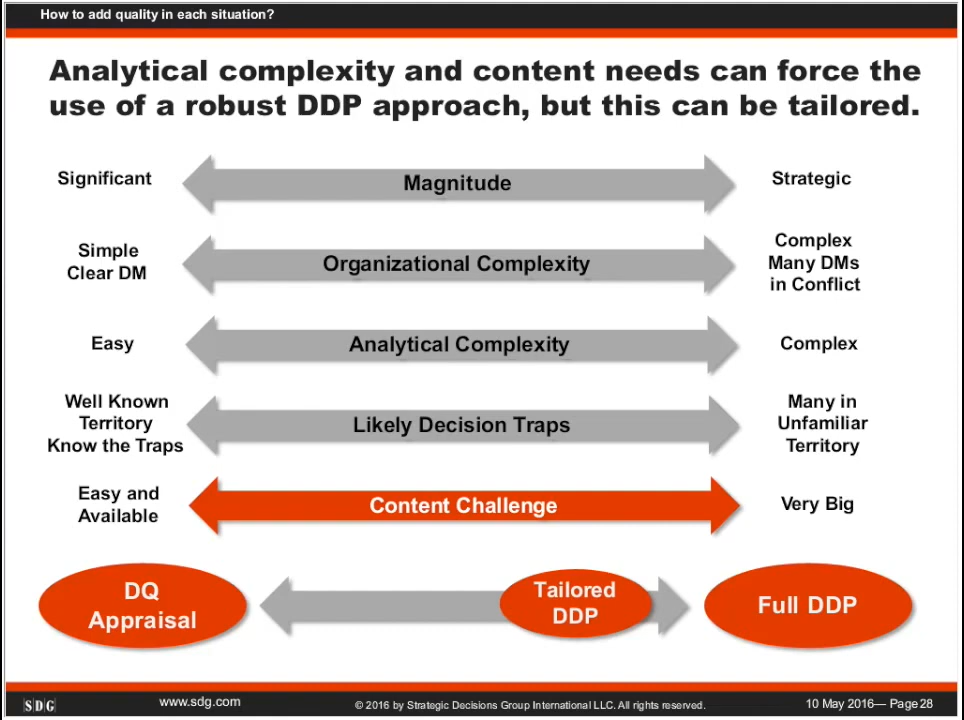 How to add quality in each situation?
Analytical complexity and content needs can force the
use of a robust DDP approach, but this can be tailored.
Significant
Magnitude
Strategic
Simple
Clear DM
Organizational Complexity
Complex
Many DMs
in Conflict
Easy
Analytical Complexity
Complex
Well Known
Territory
Know the Traps
Likely Decision Traps
Many in
Unfamiliar
Territory
Easy and
Available
Content Challenge
Very Big
DQ
Appraisal
Tailored
DDP
Full DDP
SDG
www.sdg.com
© 2016 by Strategic Decisions Group International LLC. All rights reserved.
10 May 2016— Page 28